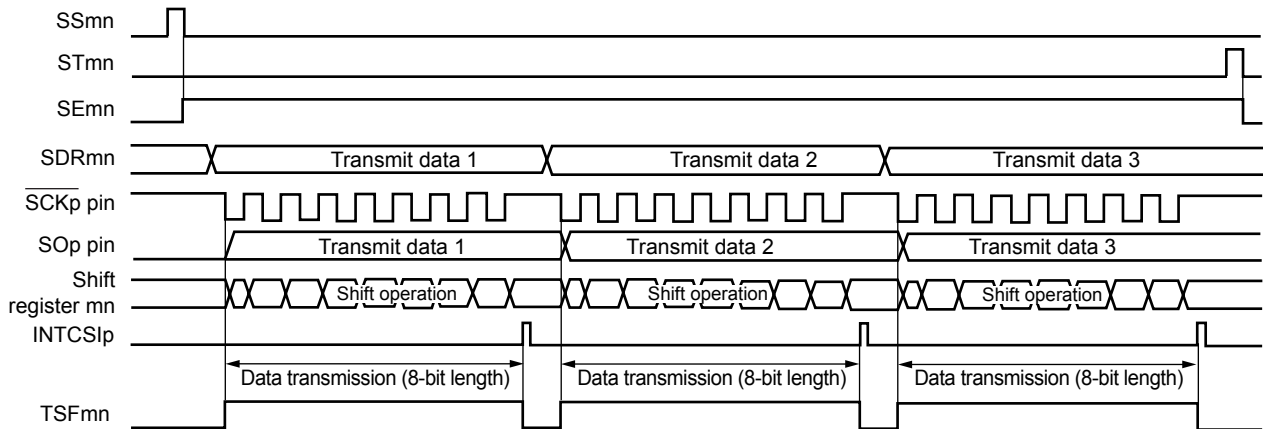 SSmn
STmn
SEmn
SDRmn Transmit data 1 Transmit data 2 Transmit data 3
SCKp pin
SOp pin Transmit data 1 Transmit data 2 Transmit data 3
Shift
register mn Shift operation Shift operation Shift operation
INTCSIp
Data transmission (8-bit length) Data transmission (8-bit length) Data transmission (8-bit length)
TSFmn